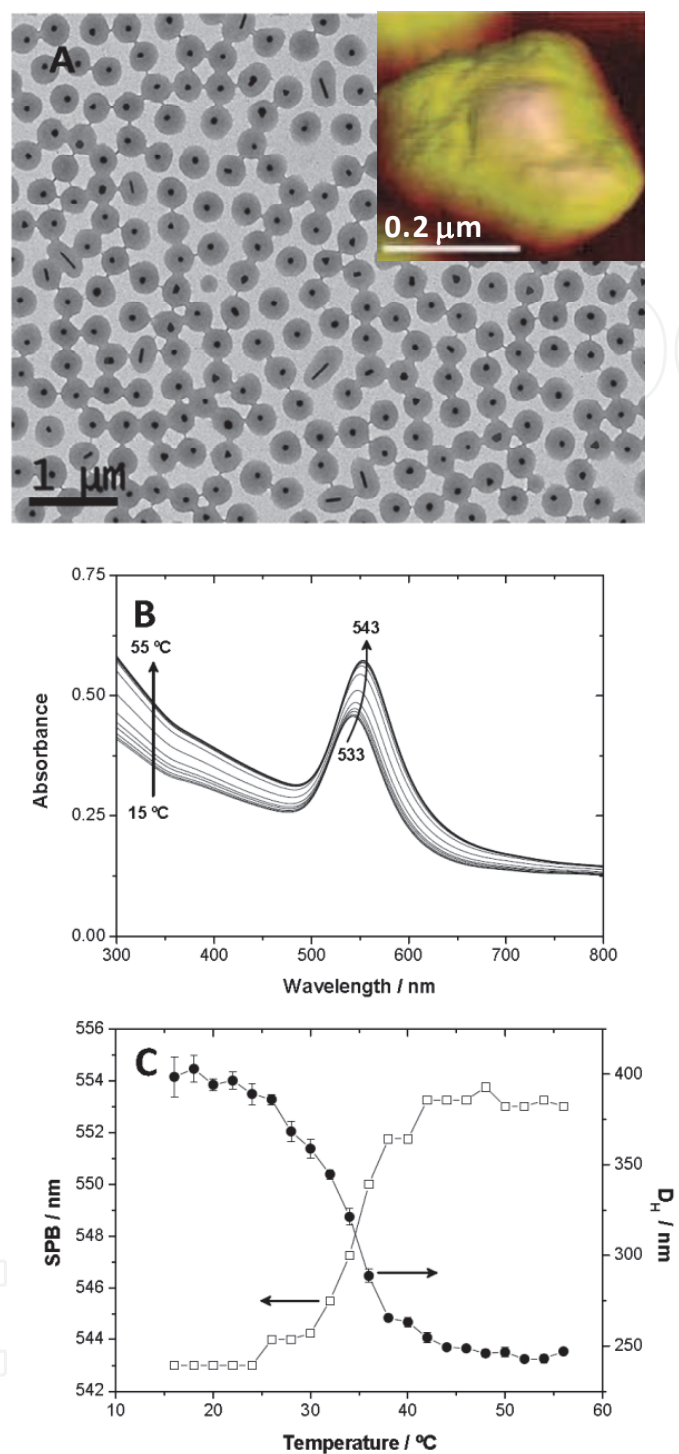 A
0.2 μm
1 μm
B
0.75
0.50
0.25
0.00
55 ºC
15 ºC
543
533
Absorbance
300 400 500 600 700 800
Wavelength / nm
C
556
554
552
550
548
546
544
542
SPB / nm
400
350
300
250
D_H / nm
10 20 30 40 50 60
Temperature / ºC